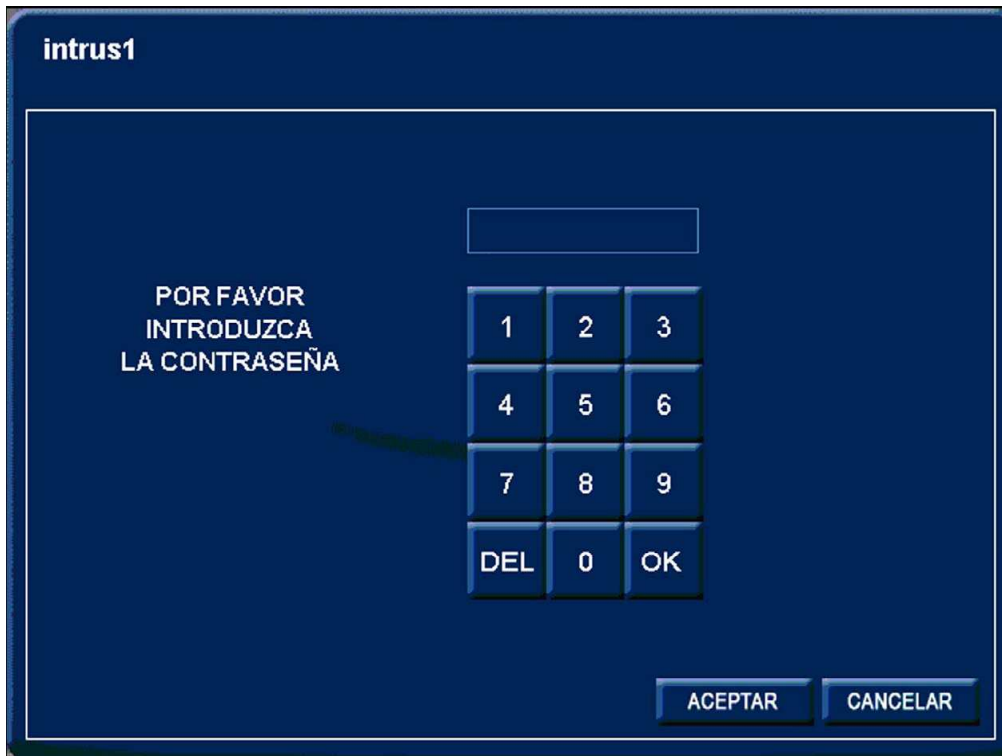 intrus1
POR FAVOR
INTRODUZCA
LA CONTRASEÑA
1 2 3
4 5 6
7 8 9
DEL 0 OK
ACEPTAR CANCELAR